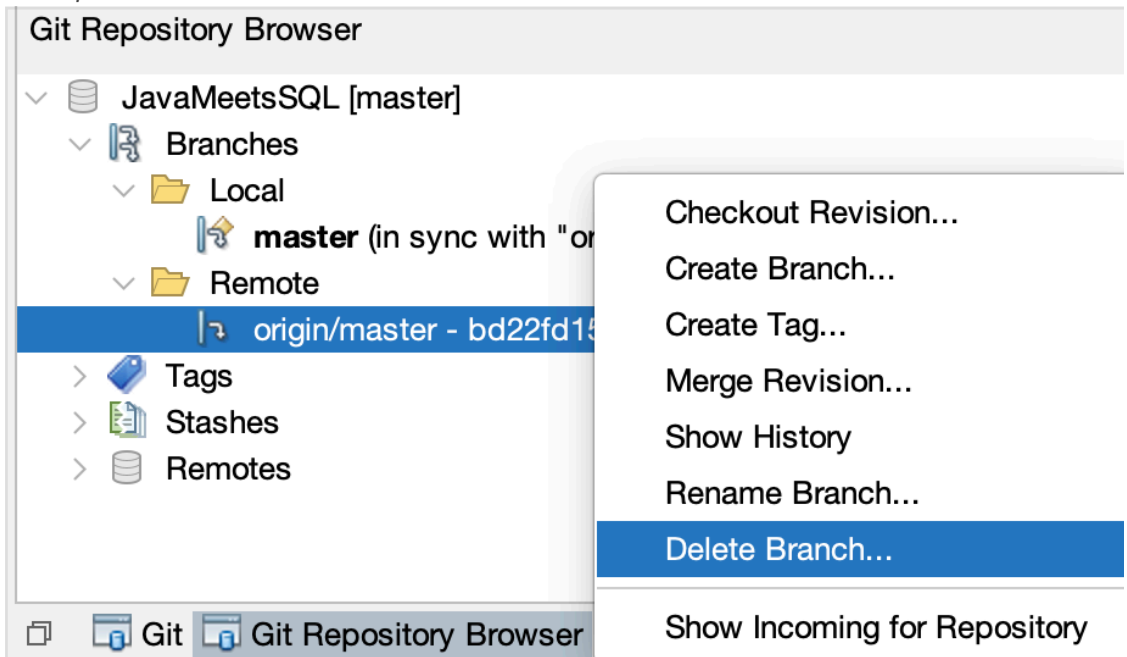 Git Repository Browser
JavaMeetsSQL [master]
Branches
Local
master (in sync with "or
Remote
origin/master - bd22fd15
Tags
Stashes
Remotes
Git
Git Repository Browser
Checkout Revision...
Create Branch...
Create Tag...
Merge Revision...
Show History
Rename Branch...
Delete Branch...
Show Incoming for Repository